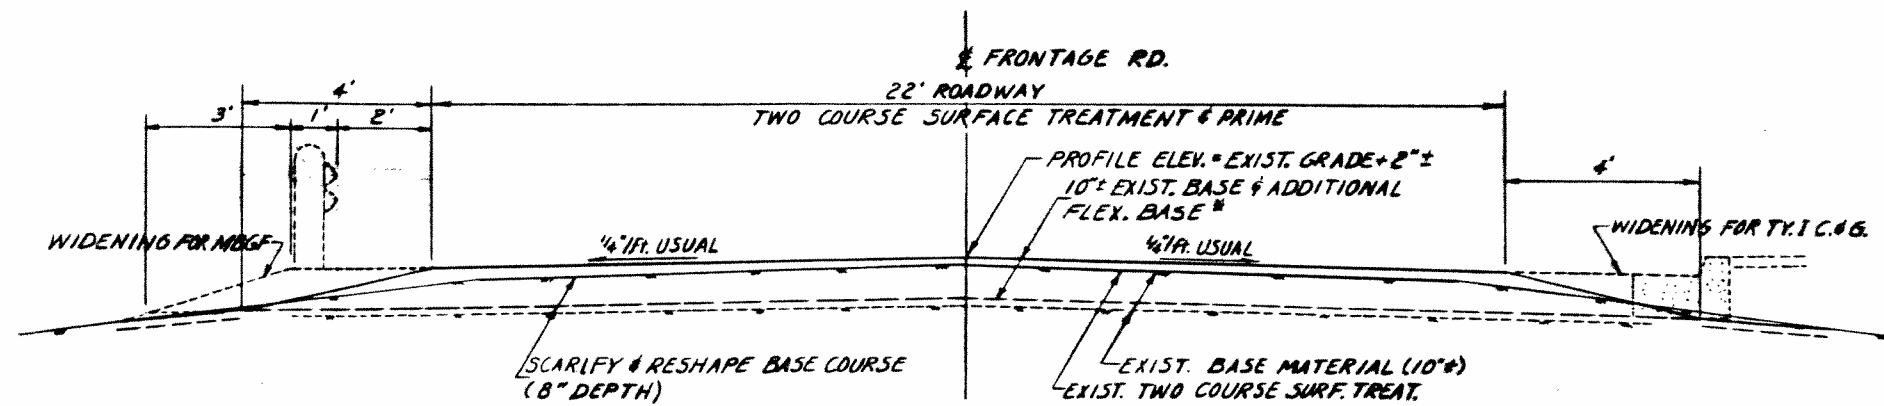 ℄ FRONTAGE RD.
4'
22' ROADWAY
3'
1'
2'
TWO COURSE SURFACE TREATMENT & PRIME
PROFILE ELEV. = EXIST. GRADE + 2"±
4'
10"± EXIST. BASE & ADDITIONAL
FLEX. BASE *
WIDENING FOR MBGF
1/4"/ft. USUAL
1/4"/ft. USUAL
WIDENING FOR TY. I C. & G.
SCARIFY & RESHAPE BASE COURSE
(8" DEPTH)
EXIST. BASE MATERIAL (10"±)
EXIST. TWO COURSE SURF. TREAT.